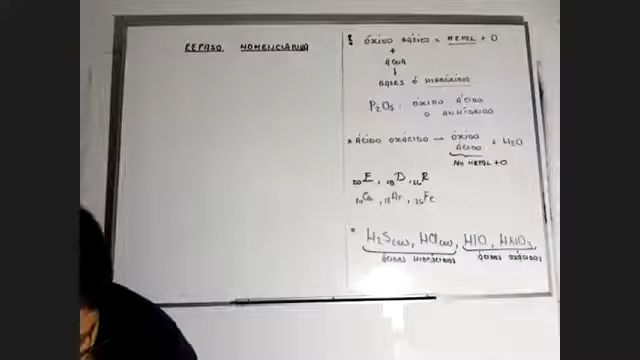 REPASO NOMENCLATURA
ÓXIDO BÁSICO = METAL + O
+
AGUA
↓
BASES Ó HIDRÓXIDOS
P₂O₅: ÓXIDO ÁCIDO
O ANHÍDRIDO
* ÁCIDO OXÁCIDO → ÓXIDO ÁCIDO + H₂O
NO METAL + O
₂₀E, ₁₈D, ₂₆R
₂₀Ca, ₁₈Ar, ₂₆Fe
H₂S(ac), HCl(ac), HIO, HNO₃
ÁCIDOS HIDRÁCIDOS ÁCIDOS OXÁCIDOS